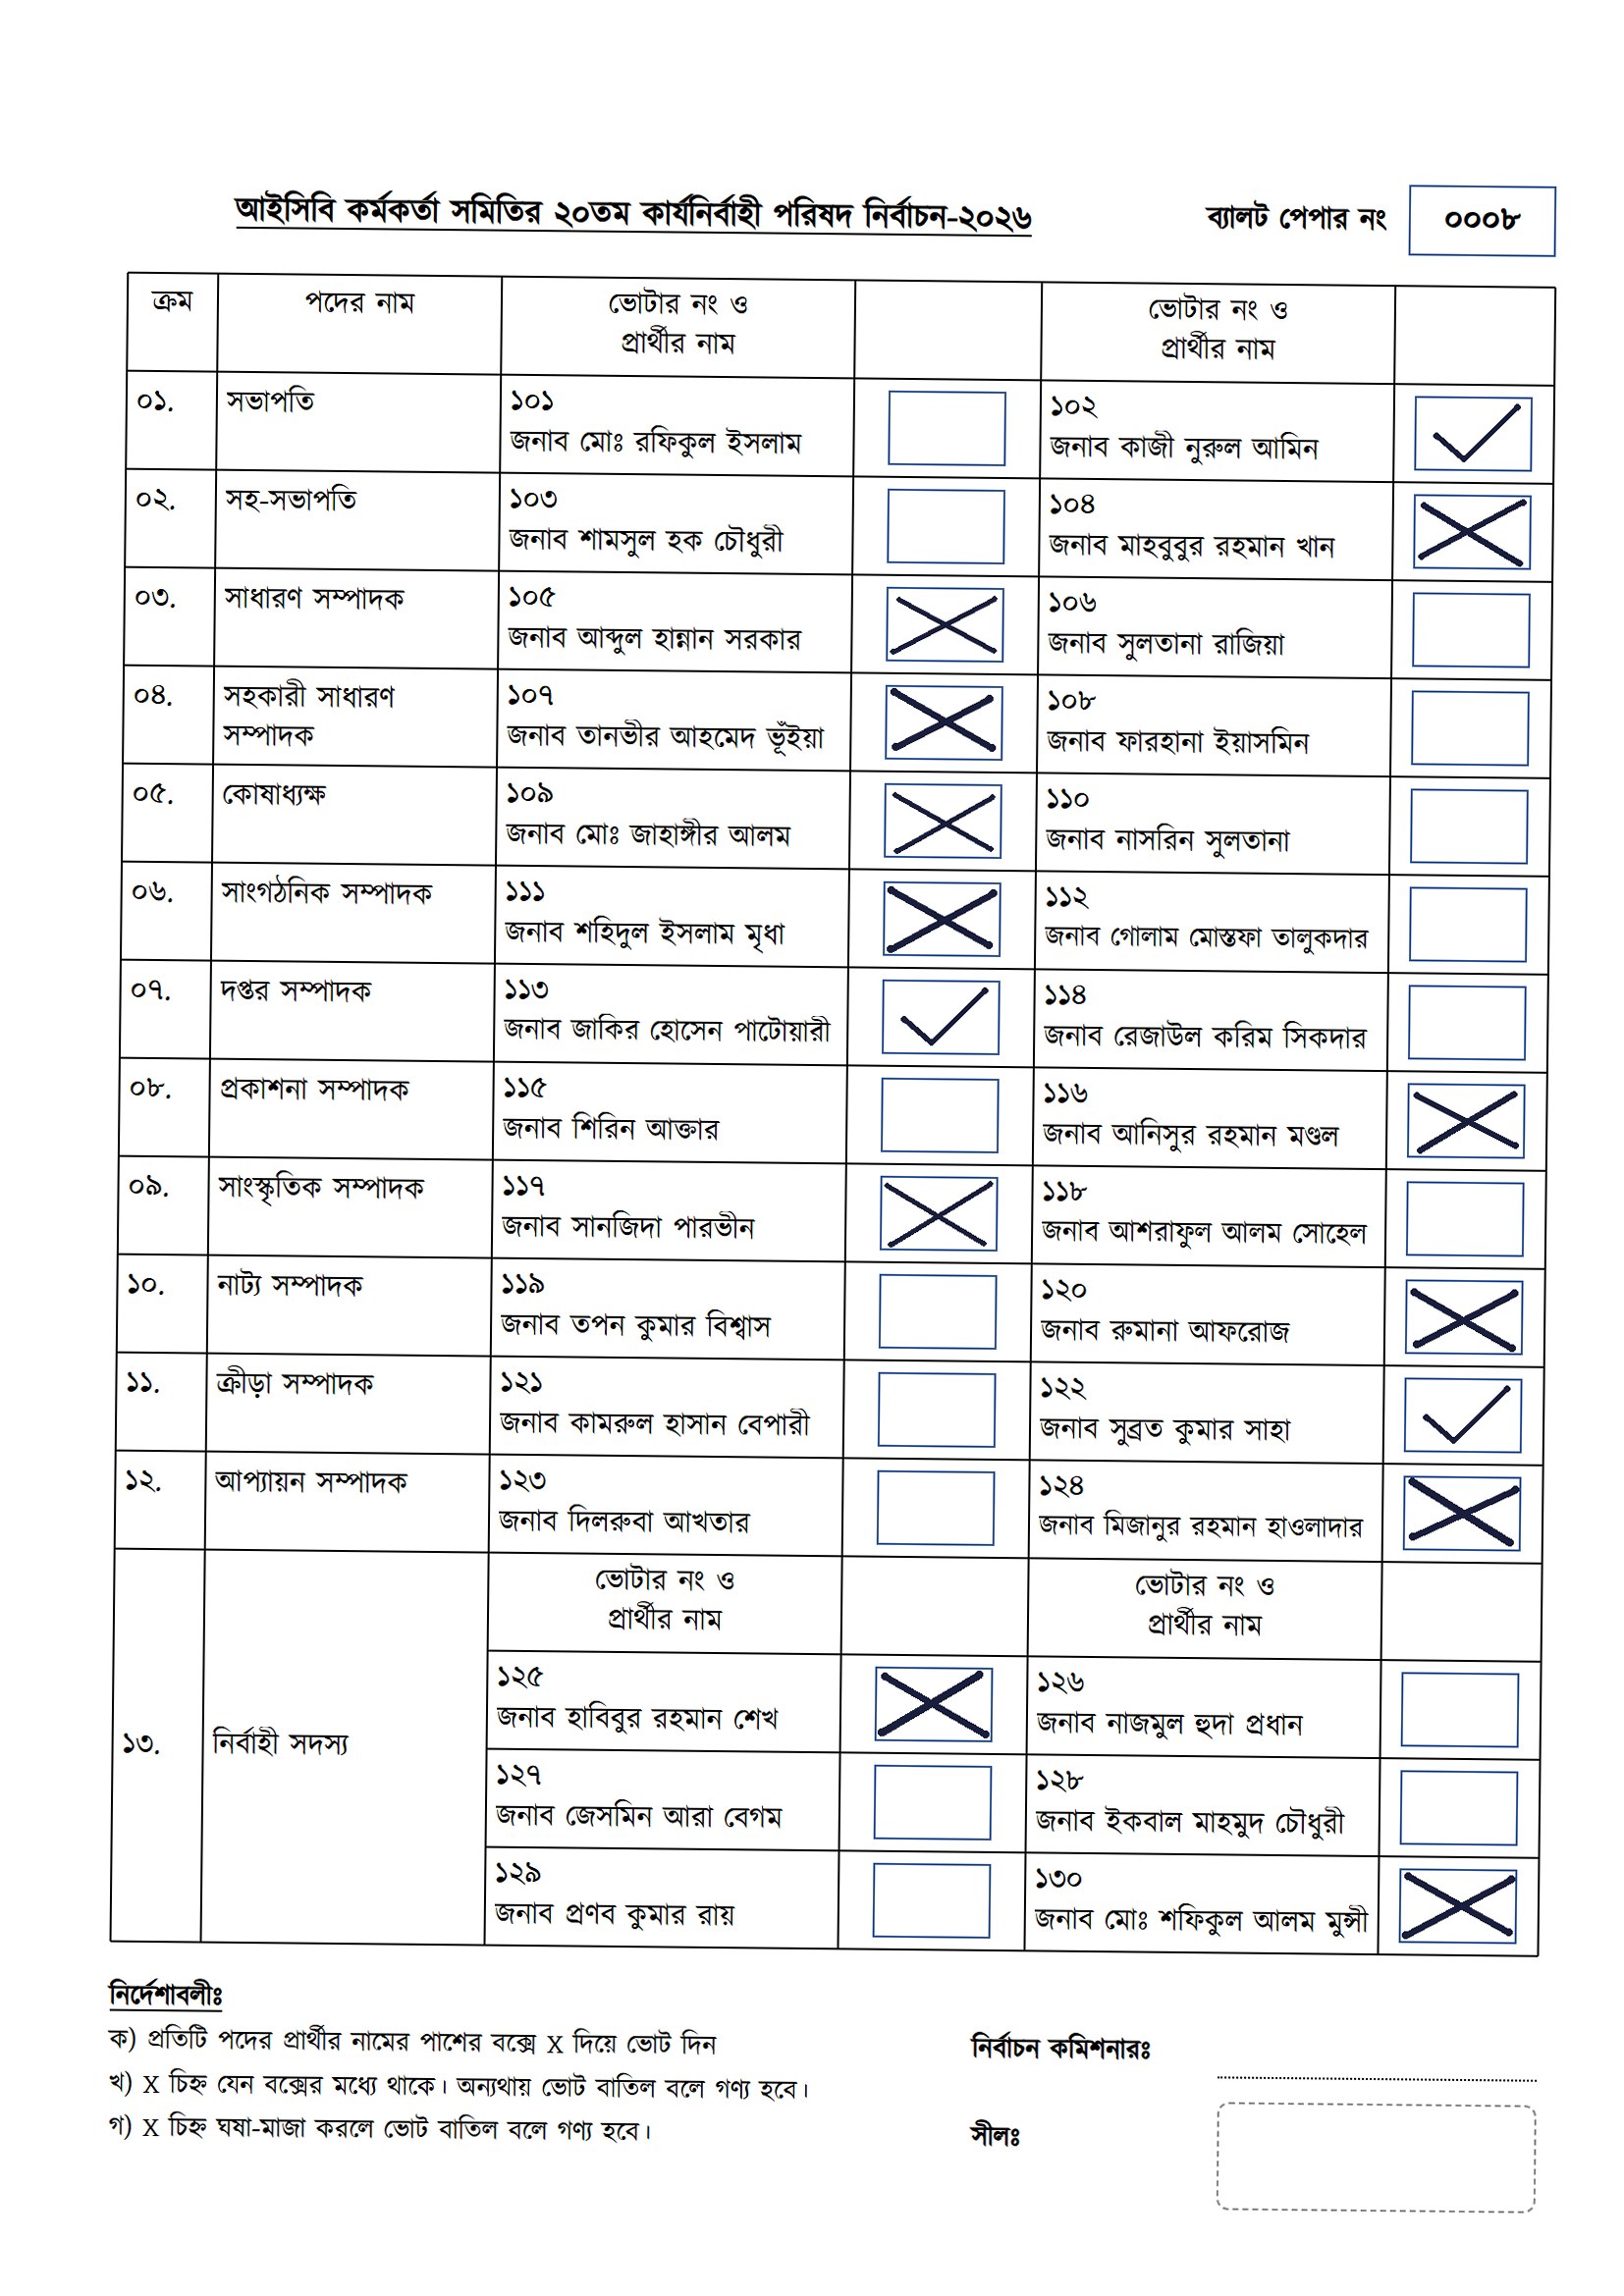 আইসিবি কর্মকর্তা সমিতির ২০তম কার্যনির্বাহী পরিষদ নির্বাচন-২০২৬ ব্যালট পেপার নং ০০০৮
ক্রম পদের নাম ভোটার নং ও ভোটার নং ও
প্রার্থীর নাম প্রার্থীর নাম
০১. সভাপতি ১০১ ১০২
জনাব মোঃ রফিকুল ইসলাম জনাব কাজী নুরুল আমিন
০২. সহ-সভাপতি ১০৩ ১০৪
জনাব শামসুল হক চৌধুরী জনাব মাহবুবুর রহমান খান
০৩. সাধারণ সম্পাদক ১০৫ ১০৬
জনাব আব্দুল হান্নান সরকার জনাব সুলতানা রাজিয়া
০৪. সহকারী সাধারণ ১০৭ ১০৮
সম্পাদক জনাব তানভীর আহমেদ ভূঁইয়া জনাব ফারহানা ইয়াসমিন
০৫. কোষাধ্যক্ষ ১০৯ ১১০
জনাব মোঃ জাহাঙ্গীর আলম জনাব নাসরিন সুলতানা
০৬. সাংগঠনিক সম্পাদক ১১১ ১১২
জনাব শহিদুল ইসলাম মৃধা জনাব গোলাম মোস্তফা তালুকদার
০৭. দপ্তর সম্পাদক ১১৩ ১১৪
জনাব জাকির হোসেন পাটোয়ারী জনাব রেজাউল করিম সিকদার
০৮. প্রকাশনা সম্পাদক ১১৫ ১১৬
জনাব শিরিন আক্তার জনাব আনিসুর রহমান মণ্ডল
০৯. সাংস্কৃতিক সম্পাদক ১১৭ ১১৮
জনাব সানজিদা পারভীন জনাব আশরাফুল আলম সোহেল
১০. নাট্য সম্পাদক ১১৯ ১২০
জনাব তপন কুমার বিশ্বাস জনাব রুমানা আফরোজ
১১. ক্রীড়া সম্পাদক ১২১ ১২২
জনাব কামরুল হাসান বেপারী জনাব সুব্রত কুমার সাহা
১২. আপ্যায়ন সম্পাদক ১২৩ ১২৪
জনাব দিলরুবা আখতার জনাব মিজানুর রহমান হাওলাদার
ভোটার নং ও ভোটার নং ও
প্রার্থীর নাম প্রার্থীর নাম
১২৫ ১২৬
১৩. নির্বাহী সদস্য জনাব হাবিবুর রহমান শেখ জনাব নাজমুল হুদা প্রধান
১২৭ ১২৮
জনাব জেসমিন আরা বেগম জনাব ইকবাল মাহমুদ চৌধুরী
১২৯ ১৩০
জনাব প্রণব কুমার রায় জনাব মোঃ শফিকুল আলম মুন্সী
নির্দেশাবলীঃ
ক) প্রতিটি পদের প্রার্থীর নামের পাশের বক্সে x দিয়ে ভোট দিন
খ) x চিহ্ন যেন বক্সের মধ্যে থাকে। অন্যথায় ভোট বাতিল বলে গণ্য হবে।
গ) x চিহ্ন ঘষা-মাজা করলে ভোট বাতিল বলে গণ্য হবে।
নির্বাচন কমিশনারঃ
সীলঃ